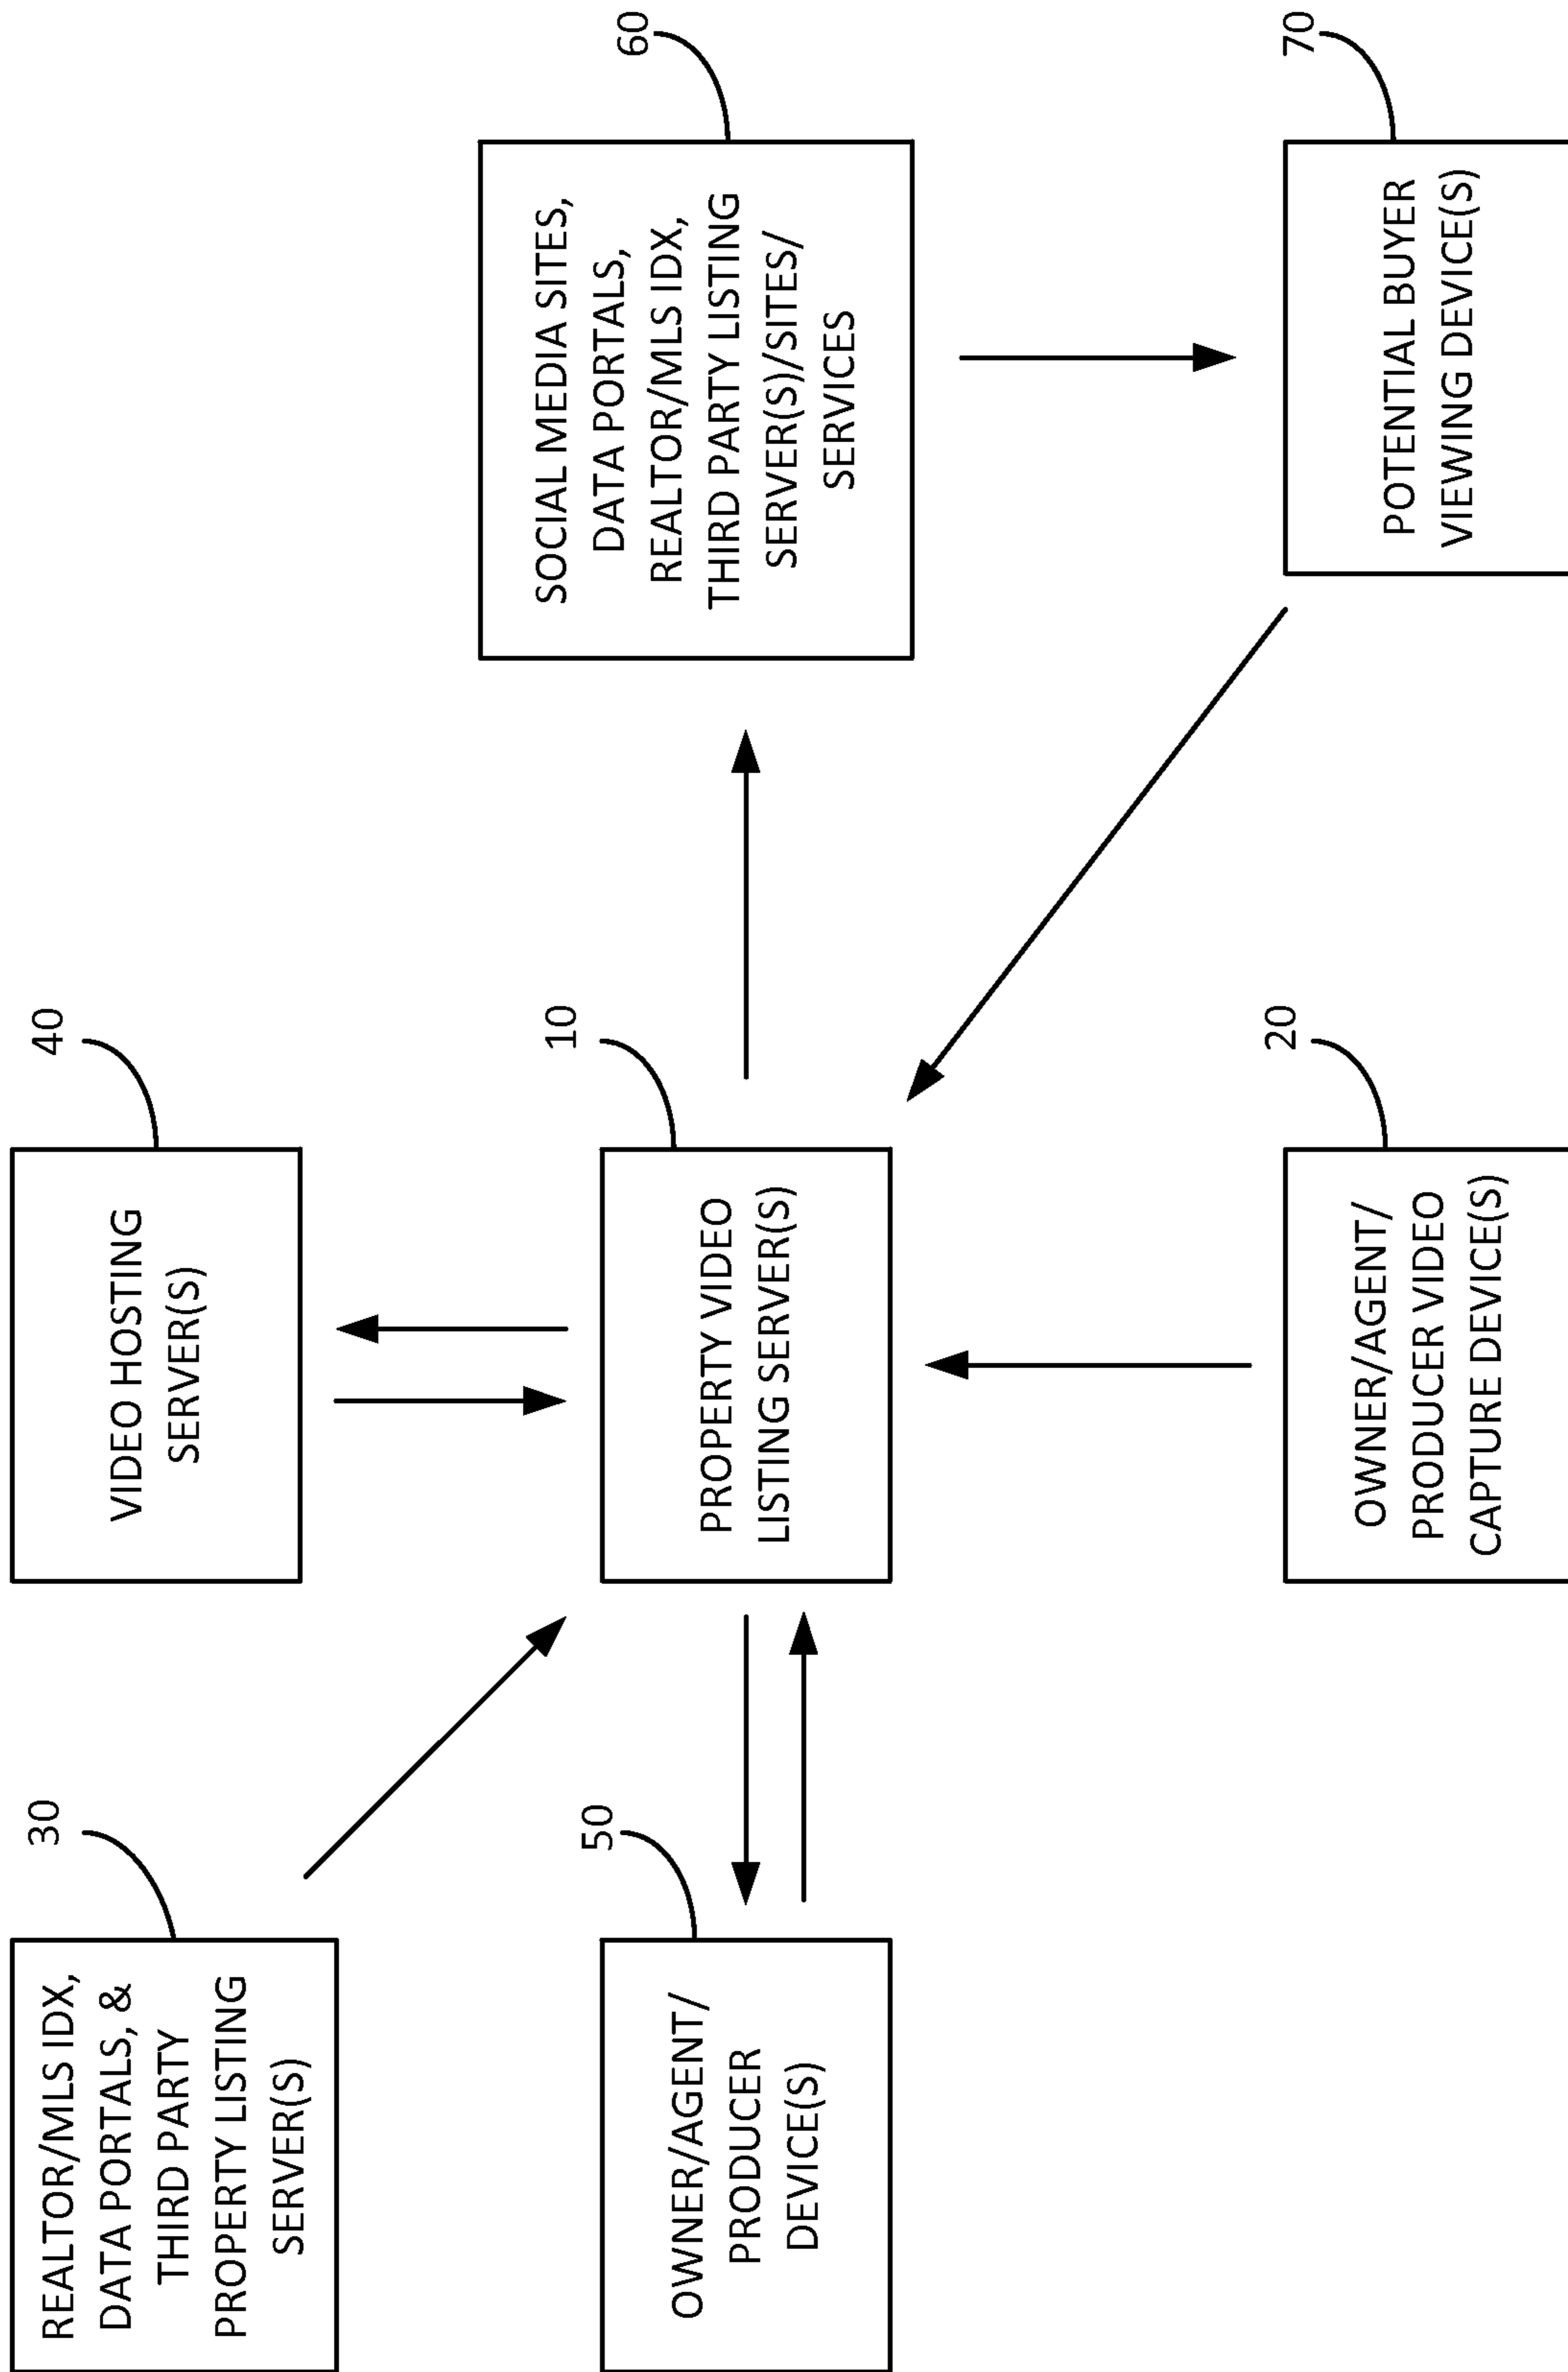 30
REALTOR/MLS IDX,
DATA PORTALS, &
THIRD PARTY
PROPERTY LISTING
SERVER(S)
40
VIDEO HOSTING
SERVER(S)
50
OWNER/AGENT/
PRODUCER
DEVICE(S)
10
PROPERTY VIDEO
LISTING SERVER(S)
60
SOCIAL MEDIA SITES,
DATA PORTALS,
REALTOR/MLS IDX,
THIRD PARTY LISTING
SERVER(S)/SITES/
SERVICES
20
OWNER/AGENT/
PRODUCER VIDEO
CAPTURE DEVICE(S)
70
POTENTIAL BUYER
VIEWING DEVICE(S)